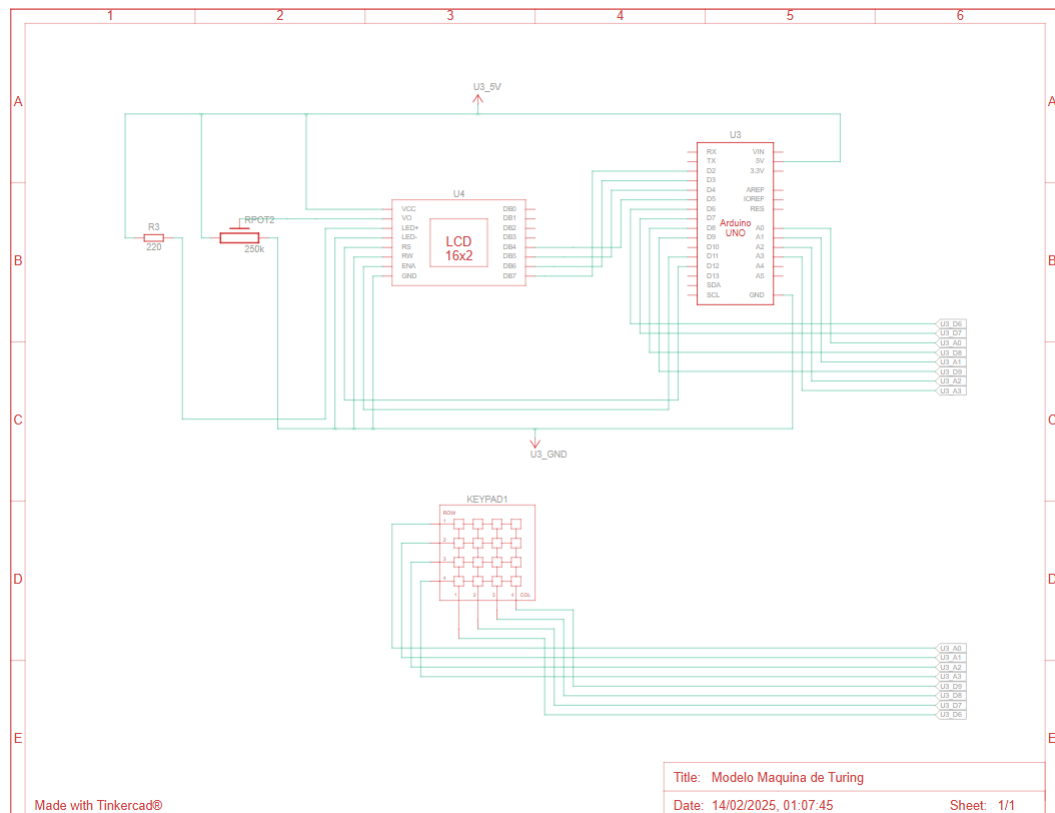 1 2 3 4 5 6
A A
U3_5V
U3
RX VIN
TX 5V
D2 3.3V
D3
D4 AREF
D5 IOREF
D6 RES
D7
D8 A0
D9 A1
D10 A2
D11 A3
D12 A4
D13 A5
SDA
SCL GND
Arduino
UNO
U4
VCC DB0
VO DB1
LED+ DB2
LED- DB3
RS DB4
RW DB5
ENA DB6
GND DB7
LCD
16x2
R3
220
RPOT2
250k
B B
U3_D6
U3_D7
U3_A0
U3_D8
U3_A1
U3_D9
U3_A2
U3_A3
C C
U3_GND
KEYPAD1
ROW
1
2
3
4
1 2 3 4 COL
D D
U3_A0
U3_A1
U3_A2
U3_A3
U3_D9
U3_D8
U3_D7
U3_D6
E E
Title: Modelo Maquina de Turing
Made with Tinkercad®
Date: 14/02/2025, 01:07:45 Sheet: 1/1